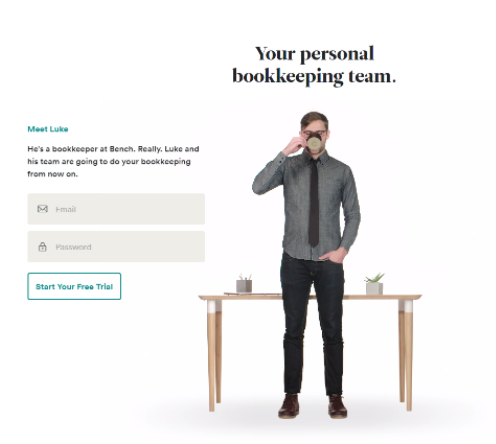 Your personal
bookkeeping team.
Meet Luke
He's a bookkeeper at Bench. Really. Luke and
his team are going to do your bookkeeping
from now on.
Email
Password
Start Your Free Trial